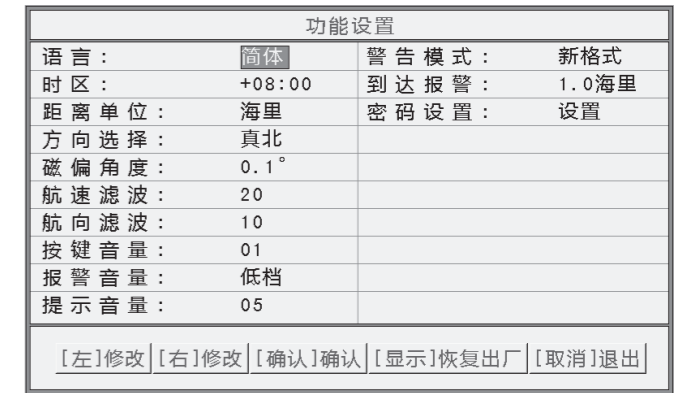 功能设置
语言: 简体 警告模式: 新格式
时区: +08:00 到达报警: 1.0海里
距离单位: 海里 密码设置: 设置
方向选择: 真北
磁偏角度: 0.1°
航速滤波: 20
航向滤波: 10
按键音量: 01
报警音量: 低档
提示音量: 05
[左]修改 [右]修改 [确认]确认 [显示]恢复出厂 [取消]退出